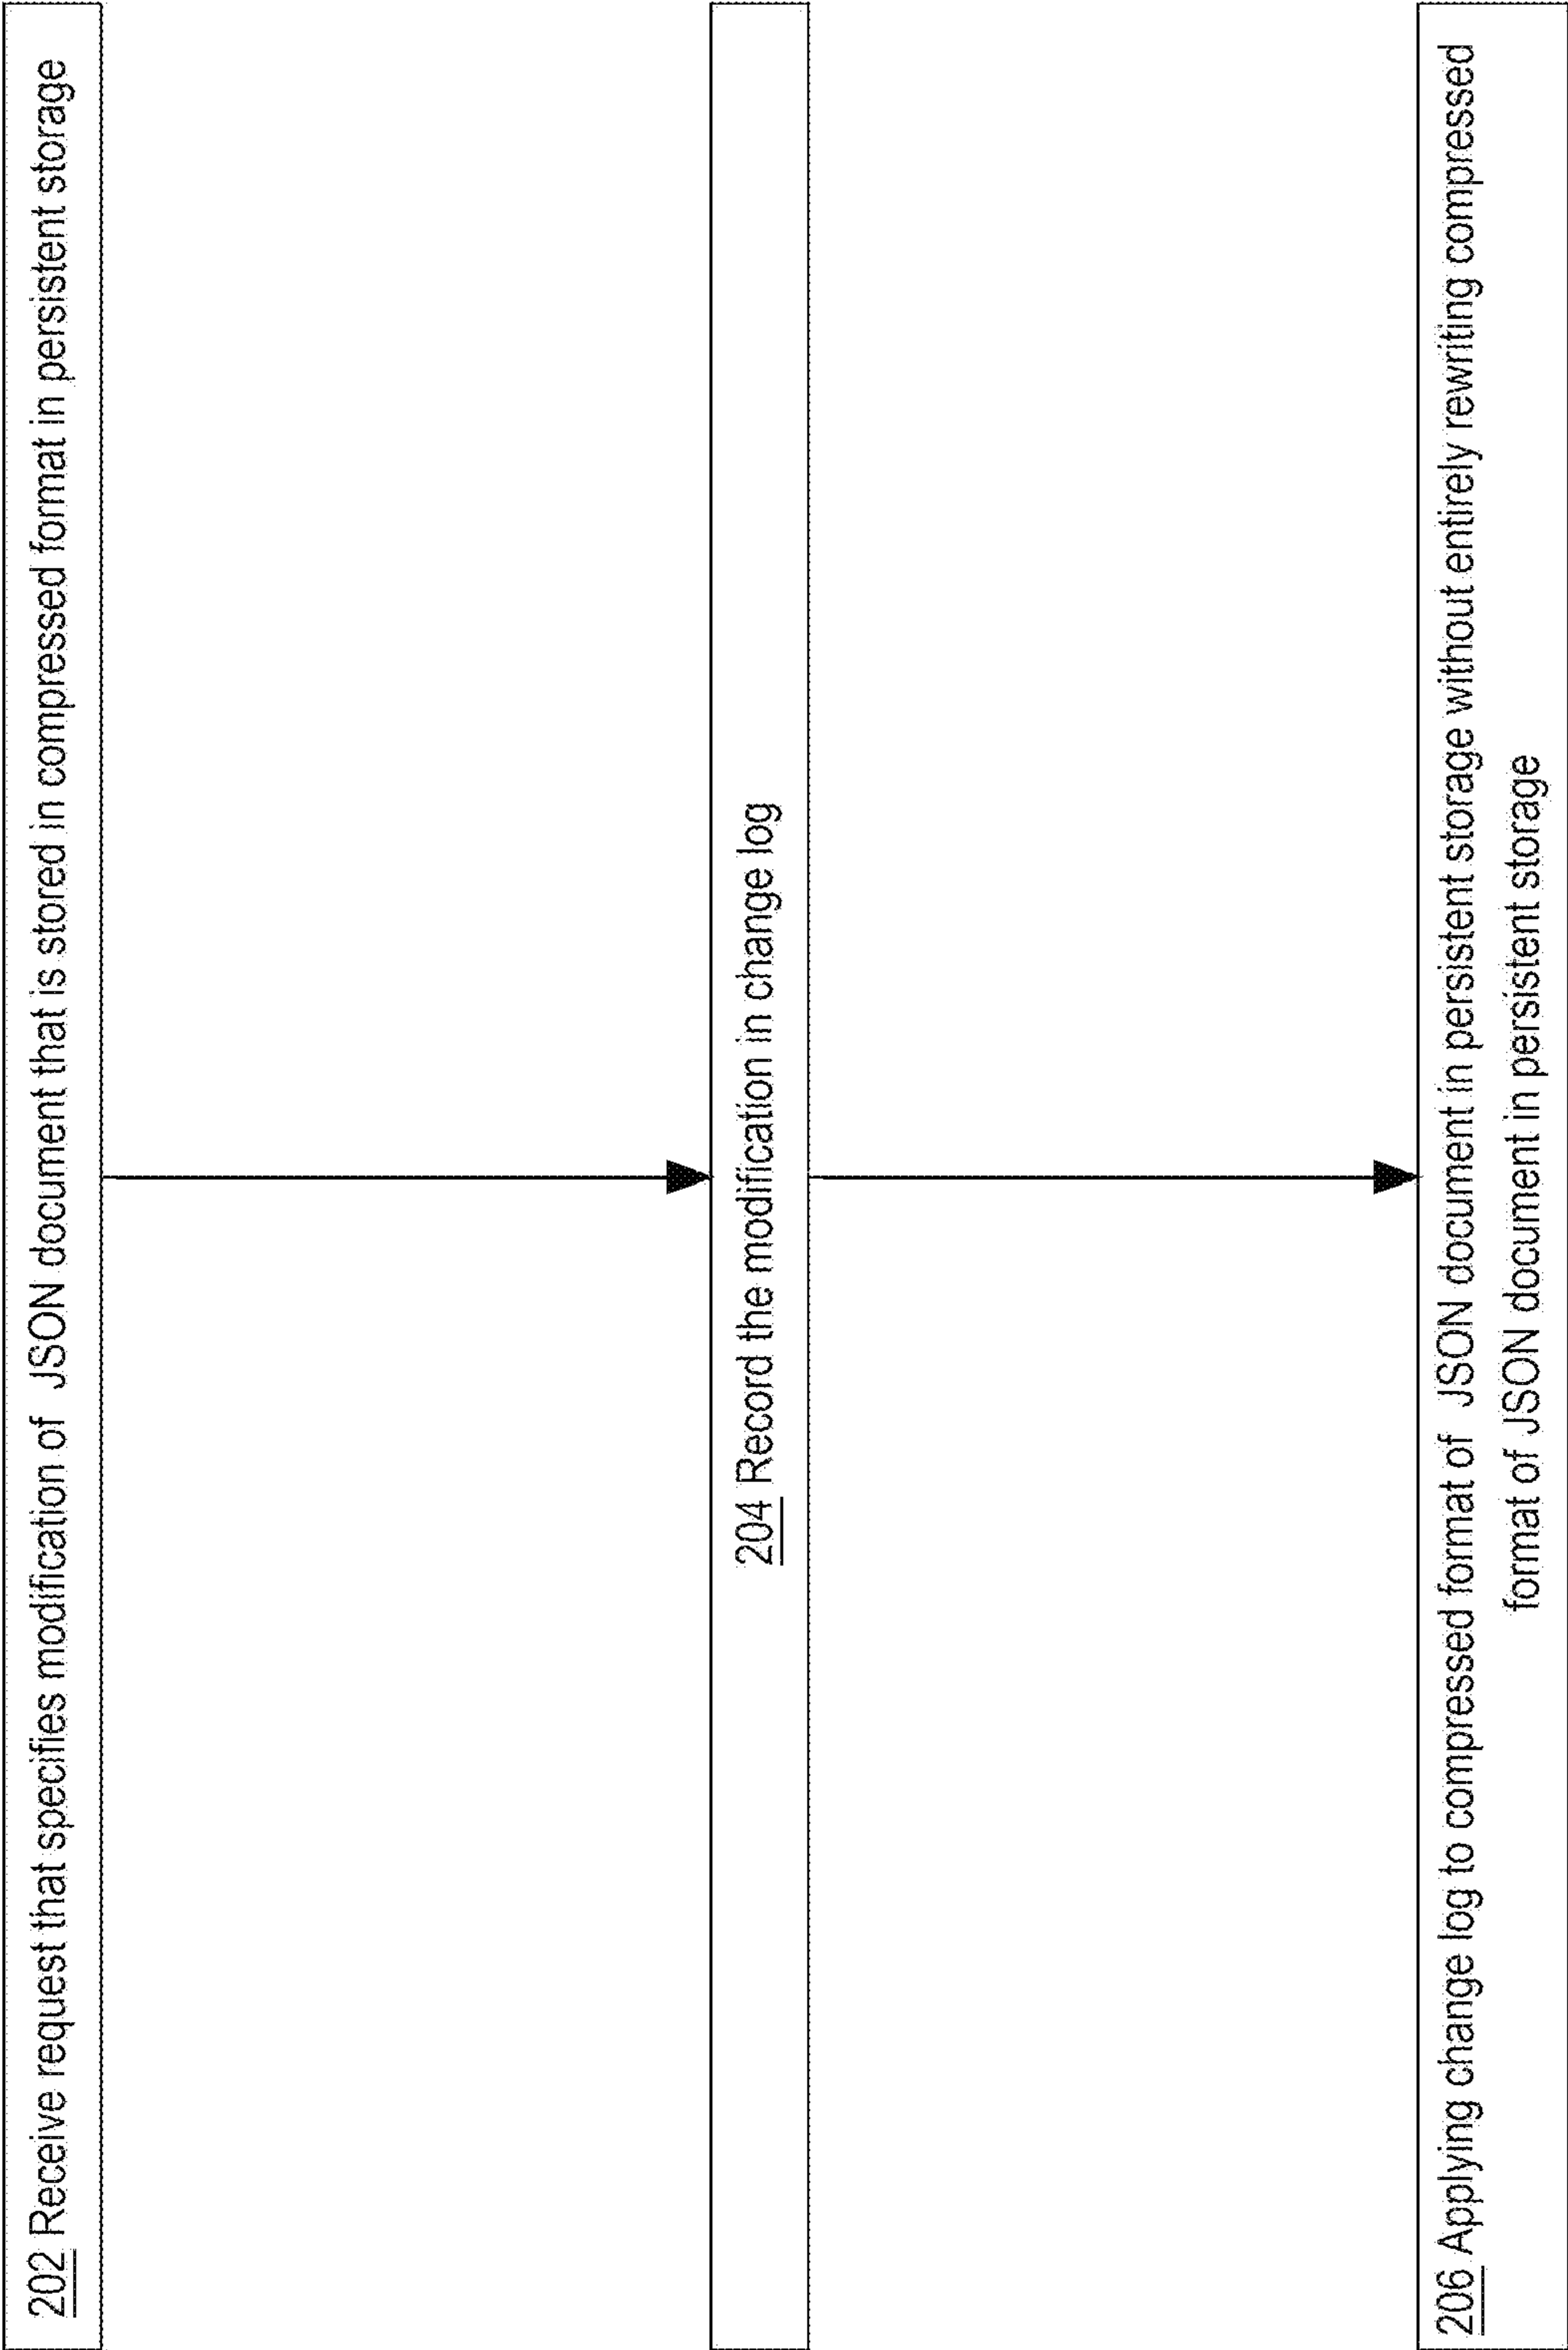 202 Receive request that specifies modification of JSON document that is stored in compressed format in persistent storage
204 Record the modification in change log
206 Applying change log to compressed format of JSON document in persistent storage without entirely rewriting compressed
format of JSON document in persistent storage